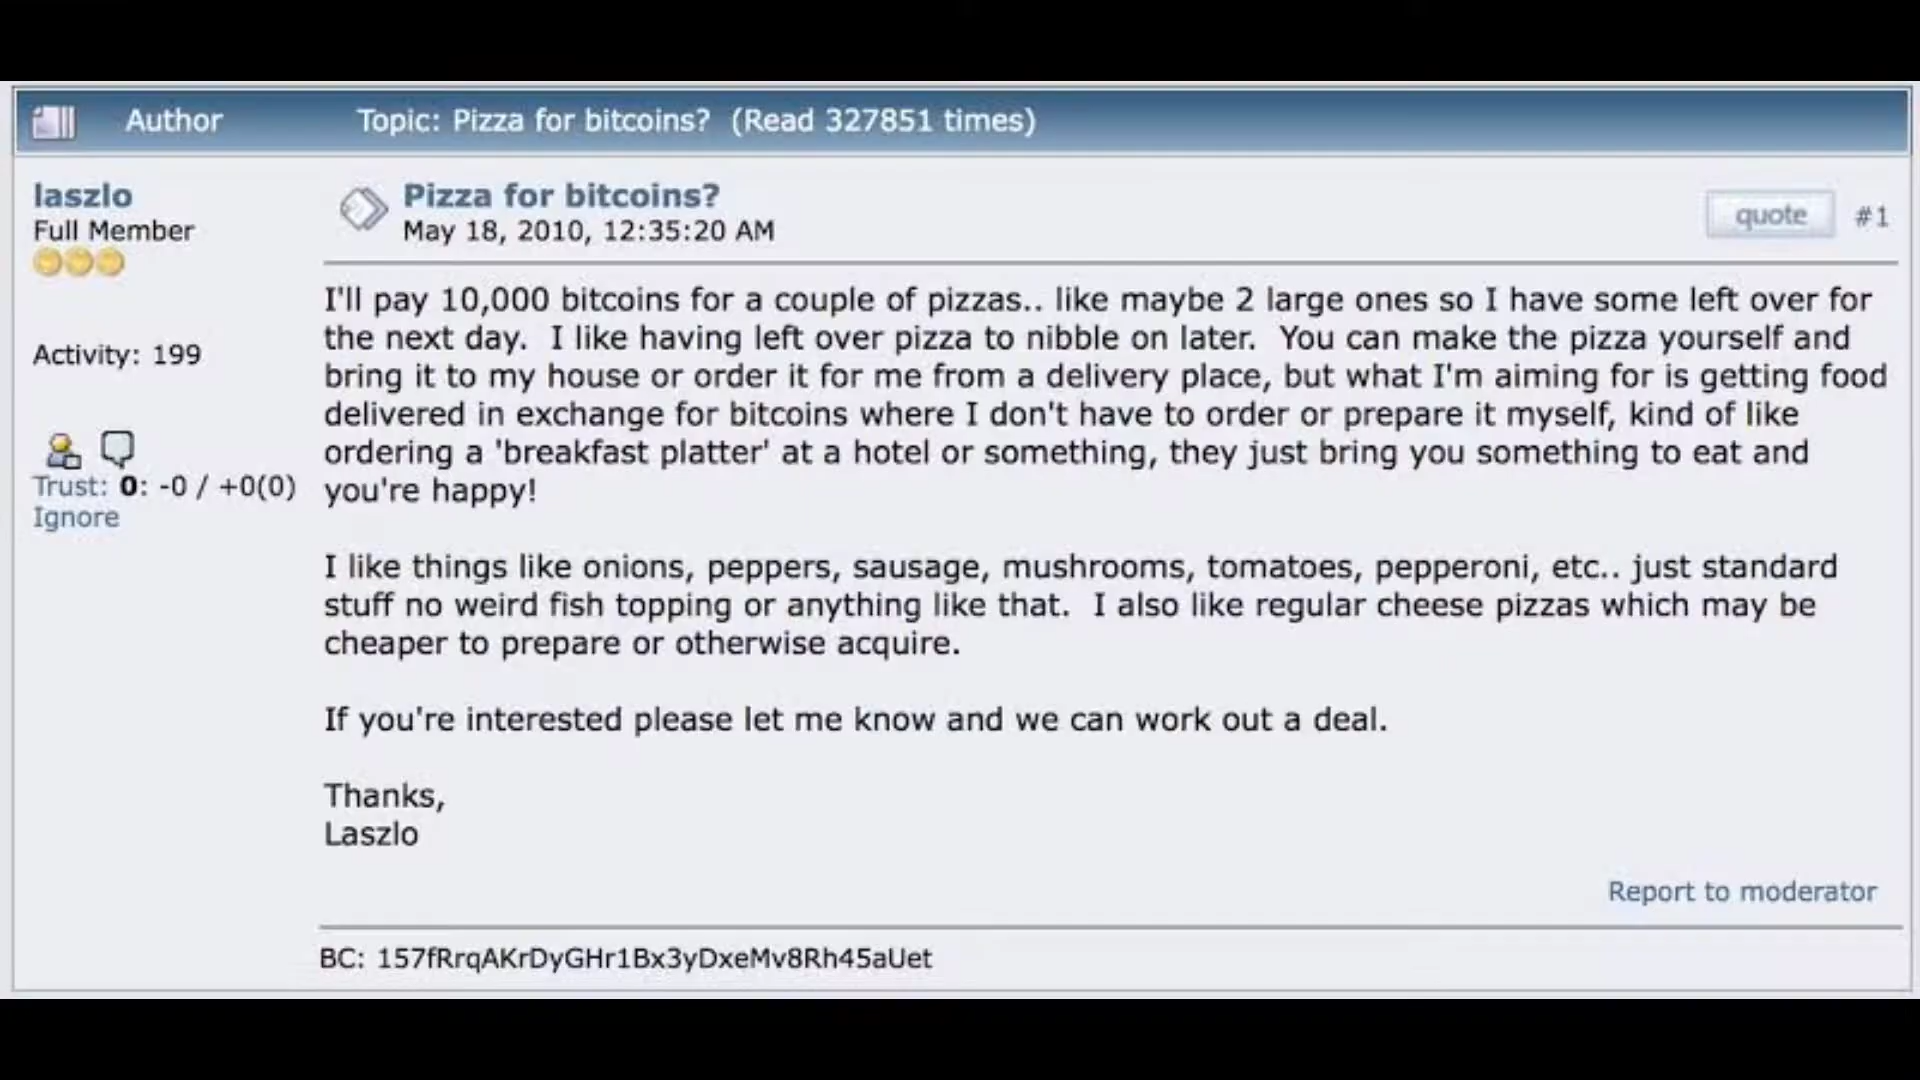 Author Topic: Pizza for bitcoins? (Read 327851 times)
laszlo
Full Member
Activity: 199
Trust: 0: -0 / +0(0)
Ignore
Pizza for bitcoins?
May 18, 2010, 12:35:20 AM
quote #1
I'll pay 10,000 bitcoins for a couple of pizzas.. like maybe 2 large ones so I have some left over for
the next day.  I like having left over pizza to nibble on later.  You can make the pizza yourself and
bring it to my house or order it for me from a delivery place, but what I'm aiming for is getting food
delivered in exchange for bitcoins where I don't have to order or prepare it myself, kind of like
ordering a 'breakfast platter' at a hotel or something, they just bring you something to eat and
you're happy!
I like things like onions, peppers, sausage, mushrooms, tomatoes, pepperoni, etc.. just standard
stuff no weird fish topping or anything like that.  I also like regular cheese pizzas which may be
cheaper to prepare or otherwise acquire.
If you're interested please let me know and we can work out a deal.
Thanks,
Laszlo
Report to moderator
BC: 157fRrqAKrDyGHr1Bx3yDxeMv8Rh45aUet